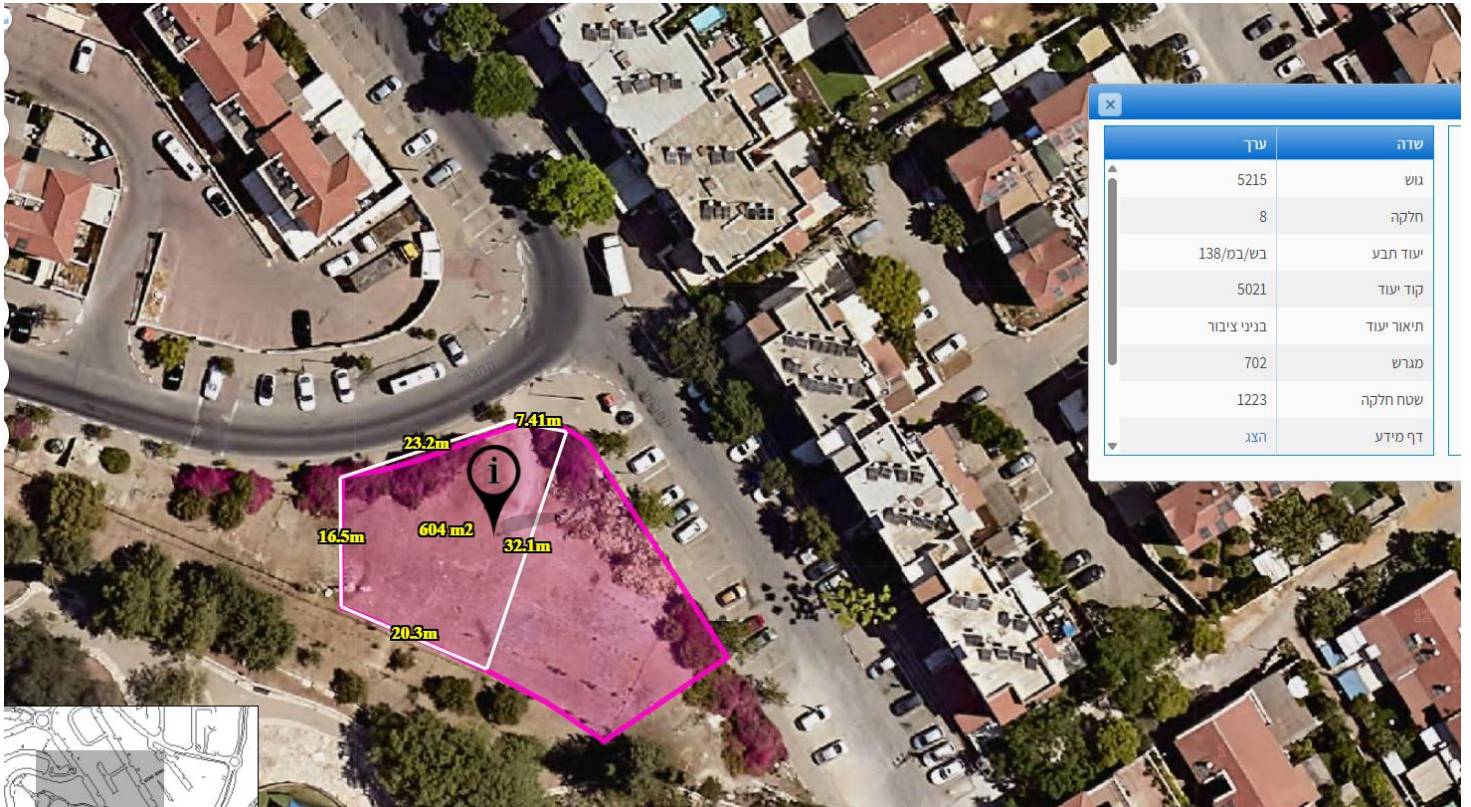 שדה ערך
גוש 5215
חלקה 8
יעוד תבע בש/במ/138
קוד יעוד 5021
תיאור יעוד בניני ציבור
מגרש 702
שטח חלקה 1223
דף מידע הצג
7.41m
23.2m
i
16.5m
604 m2
32.1m
20.3m